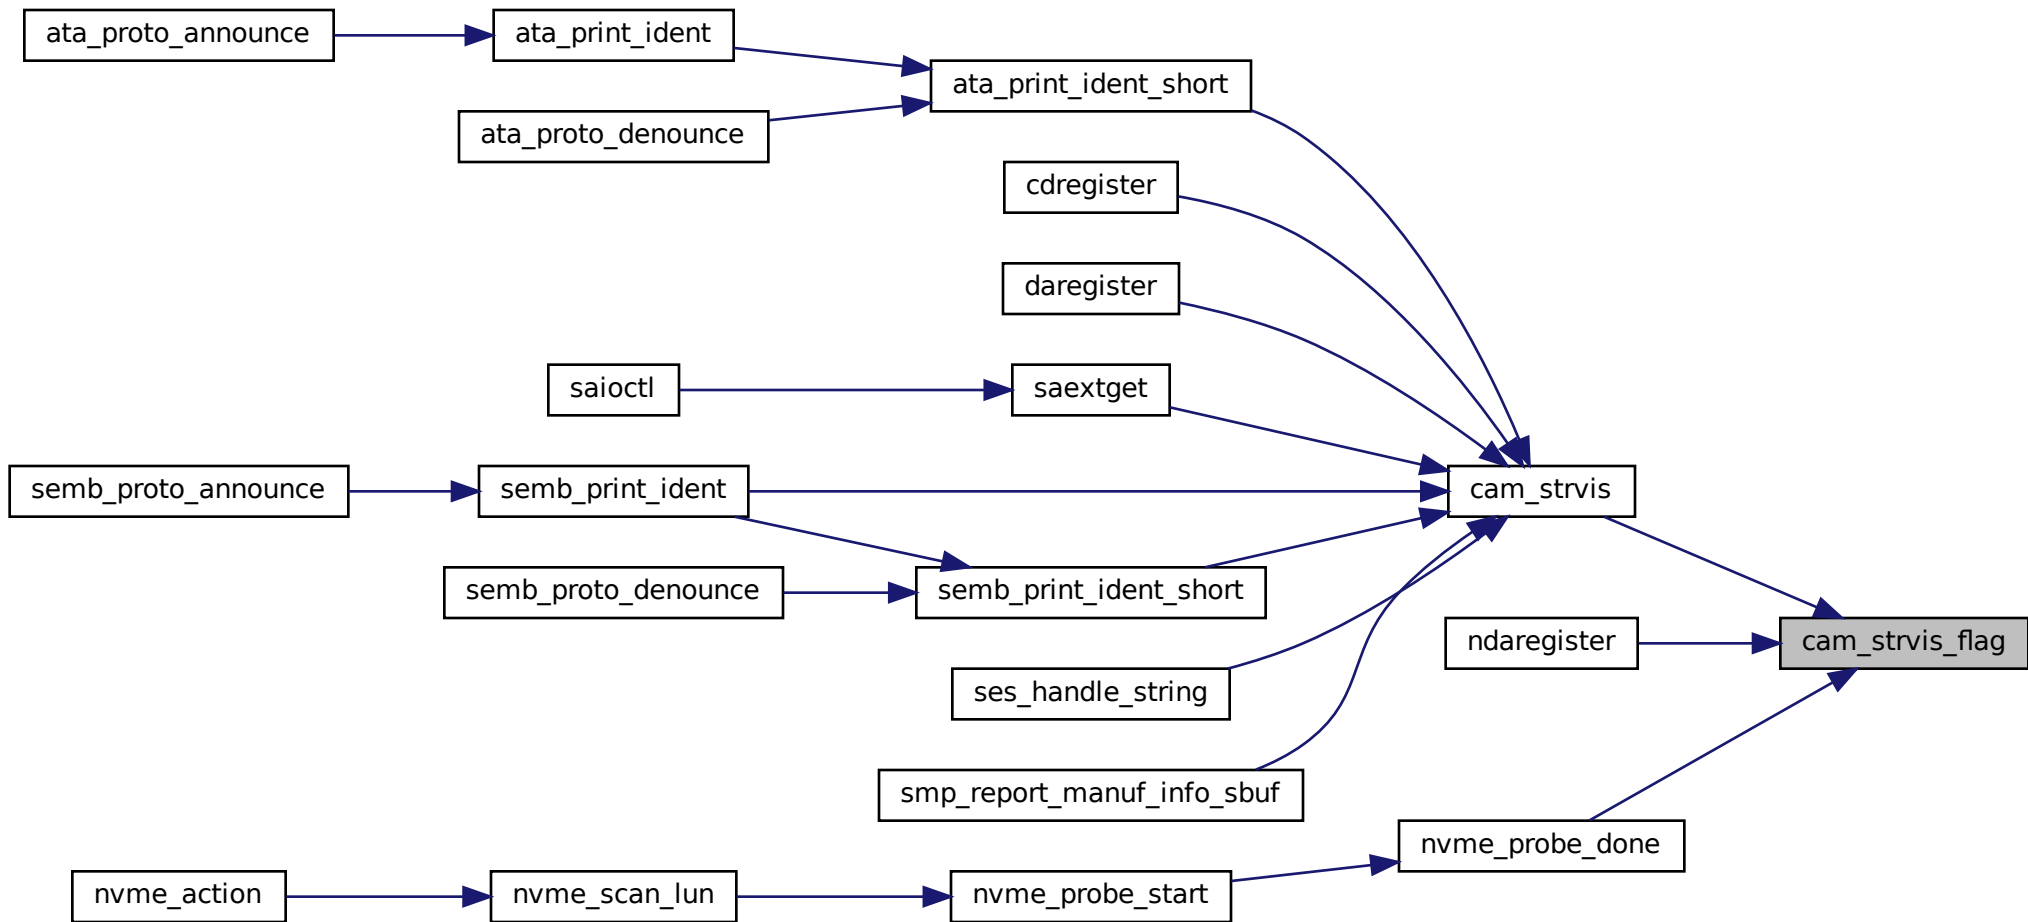 ata_proto_announce
ata_print_ident
ata_print_ident_short
ata_proto_denounce
cdregister
daregister
saioctl
saextget
semb_proto_announce
semb_print_ident
cam_strvis
semb_proto_denounce
semb_print_ident_short
ndaregister
cam_strvis_flag
ses_handle_string
smp_report_manuf_info_sbuf
nvme_probe_done
nvme_action
nvme_scan_lun
nvme_probe_start